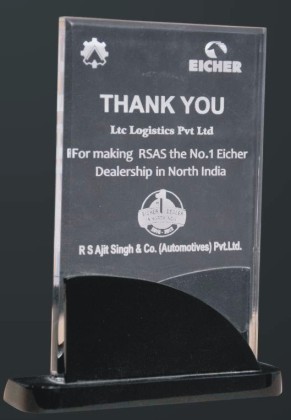 EICHER
THANK YOU
Ltc Logistics Pvt Ltd
For making RSAS the No.1 Eicher
Dealership in North India
R S Ajit Singh & Co. (Automotives) Pvt.Ltd.